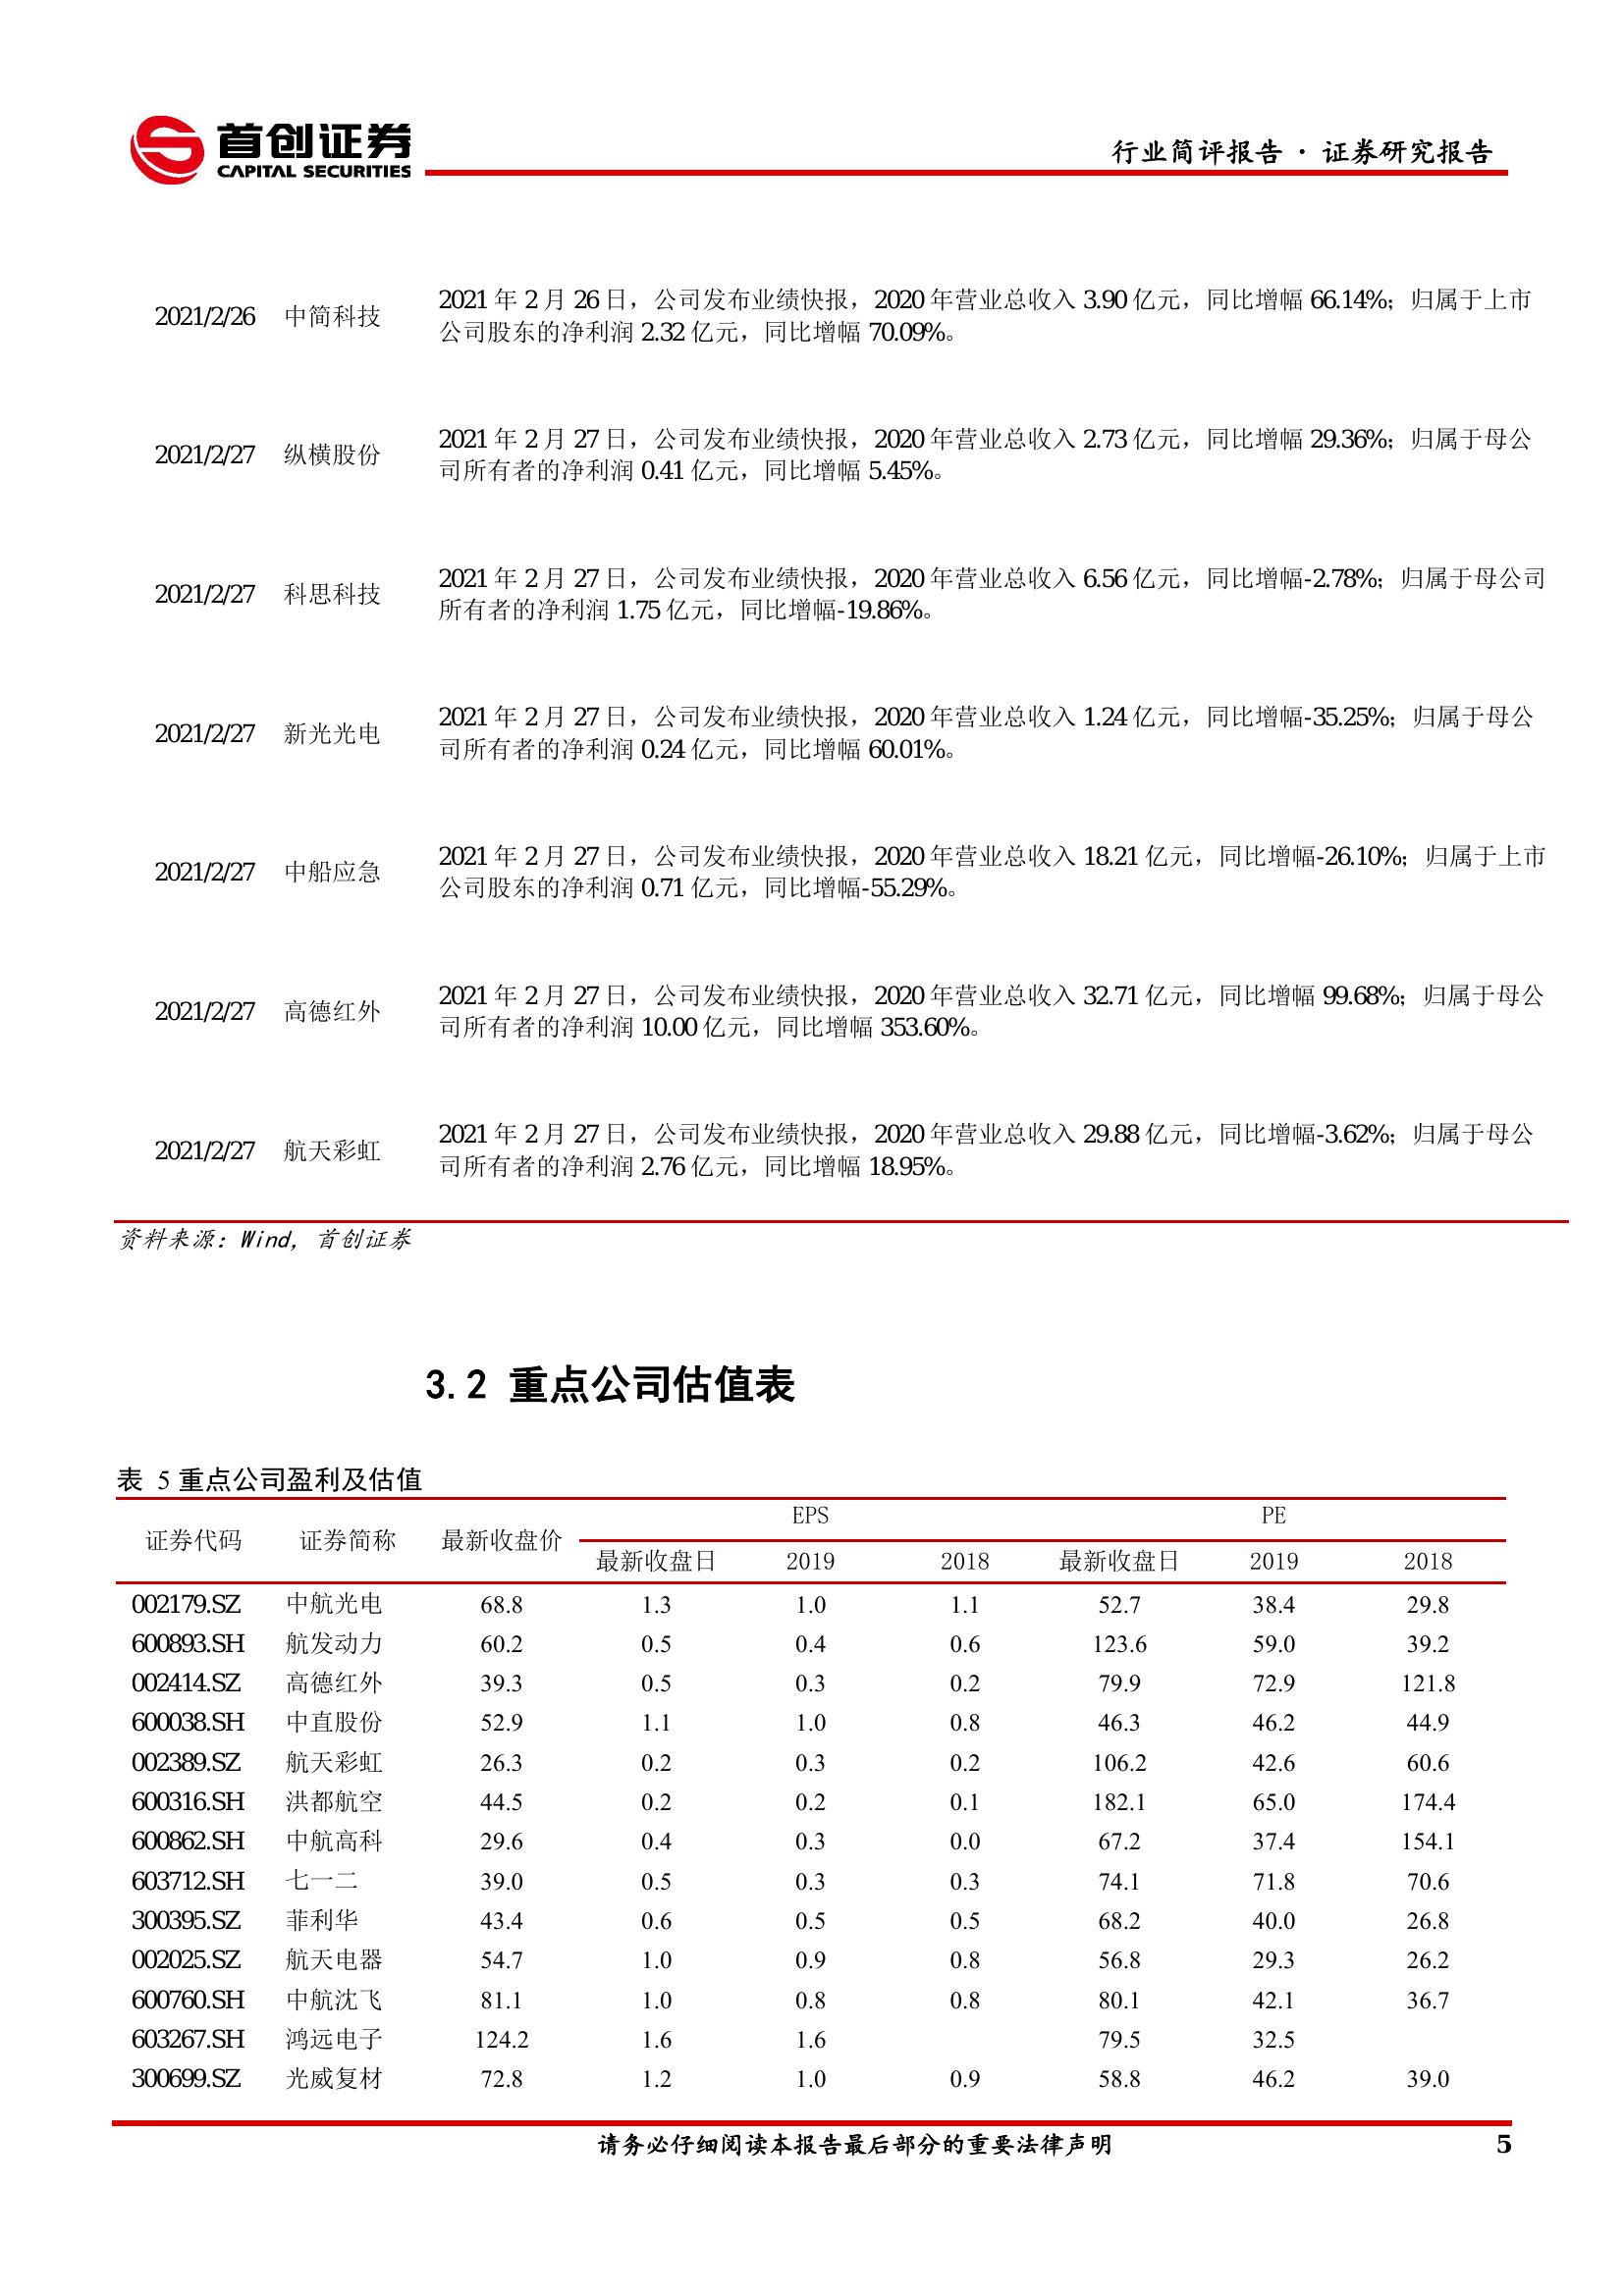 首创证券
CAPITAL SECURITIES
行业简评报告 · 证券研究报告
2021/2/26 中简科技 2021 年 2 月 26 日，公司发布业绩快报，2020 年营业总收入 3.90 亿元，同比增幅 66.14%；归属于上市
公司股东的净利润 2.32 亿元，同比增幅 70.09%。
2021/2/27 纵横股份 2021 年 2 月 27 日，公司发布业绩快报，2020 年营业总收入 2.73 亿元，同比增幅 29.36%；归属于母公
司所有者的净利润 0.41 亿元，同比增幅 5.45%。
2021/2/27 科思科技 2021 年 2 月 27 日，公司发布业绩快报，2020 年营业总收入 6.56 亿元，同比增幅-2.78%；归属于母公司
所有者的净利润 1.75 亿元，同比增幅-19.86%。
2021/2/27 新光光电 2021 年 2 月 27 日，公司发布业绩快报，2020 年营业总收入 1.24 亿元，同比增幅-35.25%；归属于母公
司所有者的净利润 0.24 亿元，同比增幅 60.01%。
2021/2/27 中船应急 2021 年 2 月 27 日，公司发布业绩快报，2020 年营业总收入 18.21 亿元，同比增幅-26.10%；归属于上市
公司股东的净利润 0.71 亿元，同比增幅-55.29%。
2021/2/27 高德红外 2021 年 2 月 27 日，公司发布业绩快报，2020 年营业总收入 32.71 亿元，同比增幅 99.68%；归属于母公
司所有者的净利润 10.00 亿元，同比增幅 353.60%。
2021/2/27 航天彩虹 2021 年 2 月 27 日，公司发布业绩快报，2020 年营业总收入 29.88 亿元，同比增幅-3.62%；归属于母公
司所有者的净利润 2.76 亿元，同比增幅 18.95%。
资料来源：Wind, 首创证券
3.2 重点公司估值表
表 5 重点公司盈利及估值
证券代码 证券简称 最新收盘价 EPS PE
最新收盘日 2019 2018 最新收盘日 2019 2018
002179.SZ 中航光电 68.8 1.3 1.0 1.1 52.7 38.4 29.8
600893.SH 航发动力 60.2 0.5 0.4 0.6 123.6 59.0 39.2
002414.SZ 高德红外 39.3 0.5 0.3 0.2 79.9 72.9 121.8
600038.SH 中直股份 52.9 1.1 1.0 0.8 46.3 46.2 44.9
002389.SZ 航天彩虹 26.3 0.2 0.3 0.2 106.2 42.6 60.6
600316.SH 洪都航空 44.5 0.2 0.2 0.1 182.1 65.0 174.4
600862.SH 中航高科 29.6 0.4 0.3 0.0 67.2 37.4 154.1
603712.SH 七一二 39.0 0.5 0.3 0.3 74.1 71.8 70.6
300395.SZ 菲利华 43.4 0.6 0.5 0.5 68.2 40.0 26.8
002025.SZ 航天电器 54.7 1.0 0.9 0.8 56.8 29.3 26.2
600760.SH 中航沈飞 81.1 1.0 0.8 0.8 80.1 42.1 36.7
603267.SH 鸿远电子 124.2 1.6 1.6 79.5 32.5
300699.SZ 光威复材 72.8 1.2 1.0 0.9 58.8 46.2 39.0
请务必仔细阅读本报告最后部分的重要法律声明 5